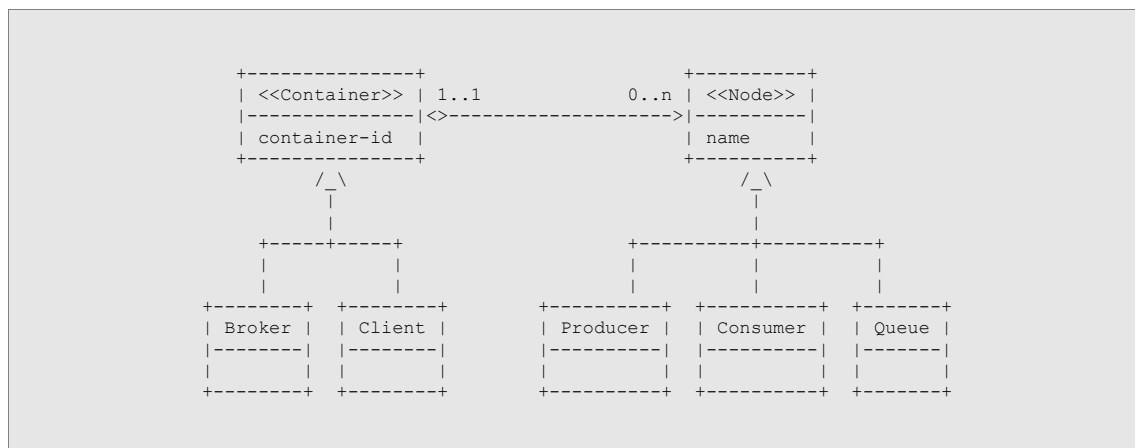 <<Container>> 1..1 0..n <<Node>>
<>------------------->
container-id name
Broker Client Producer Consumer Queue